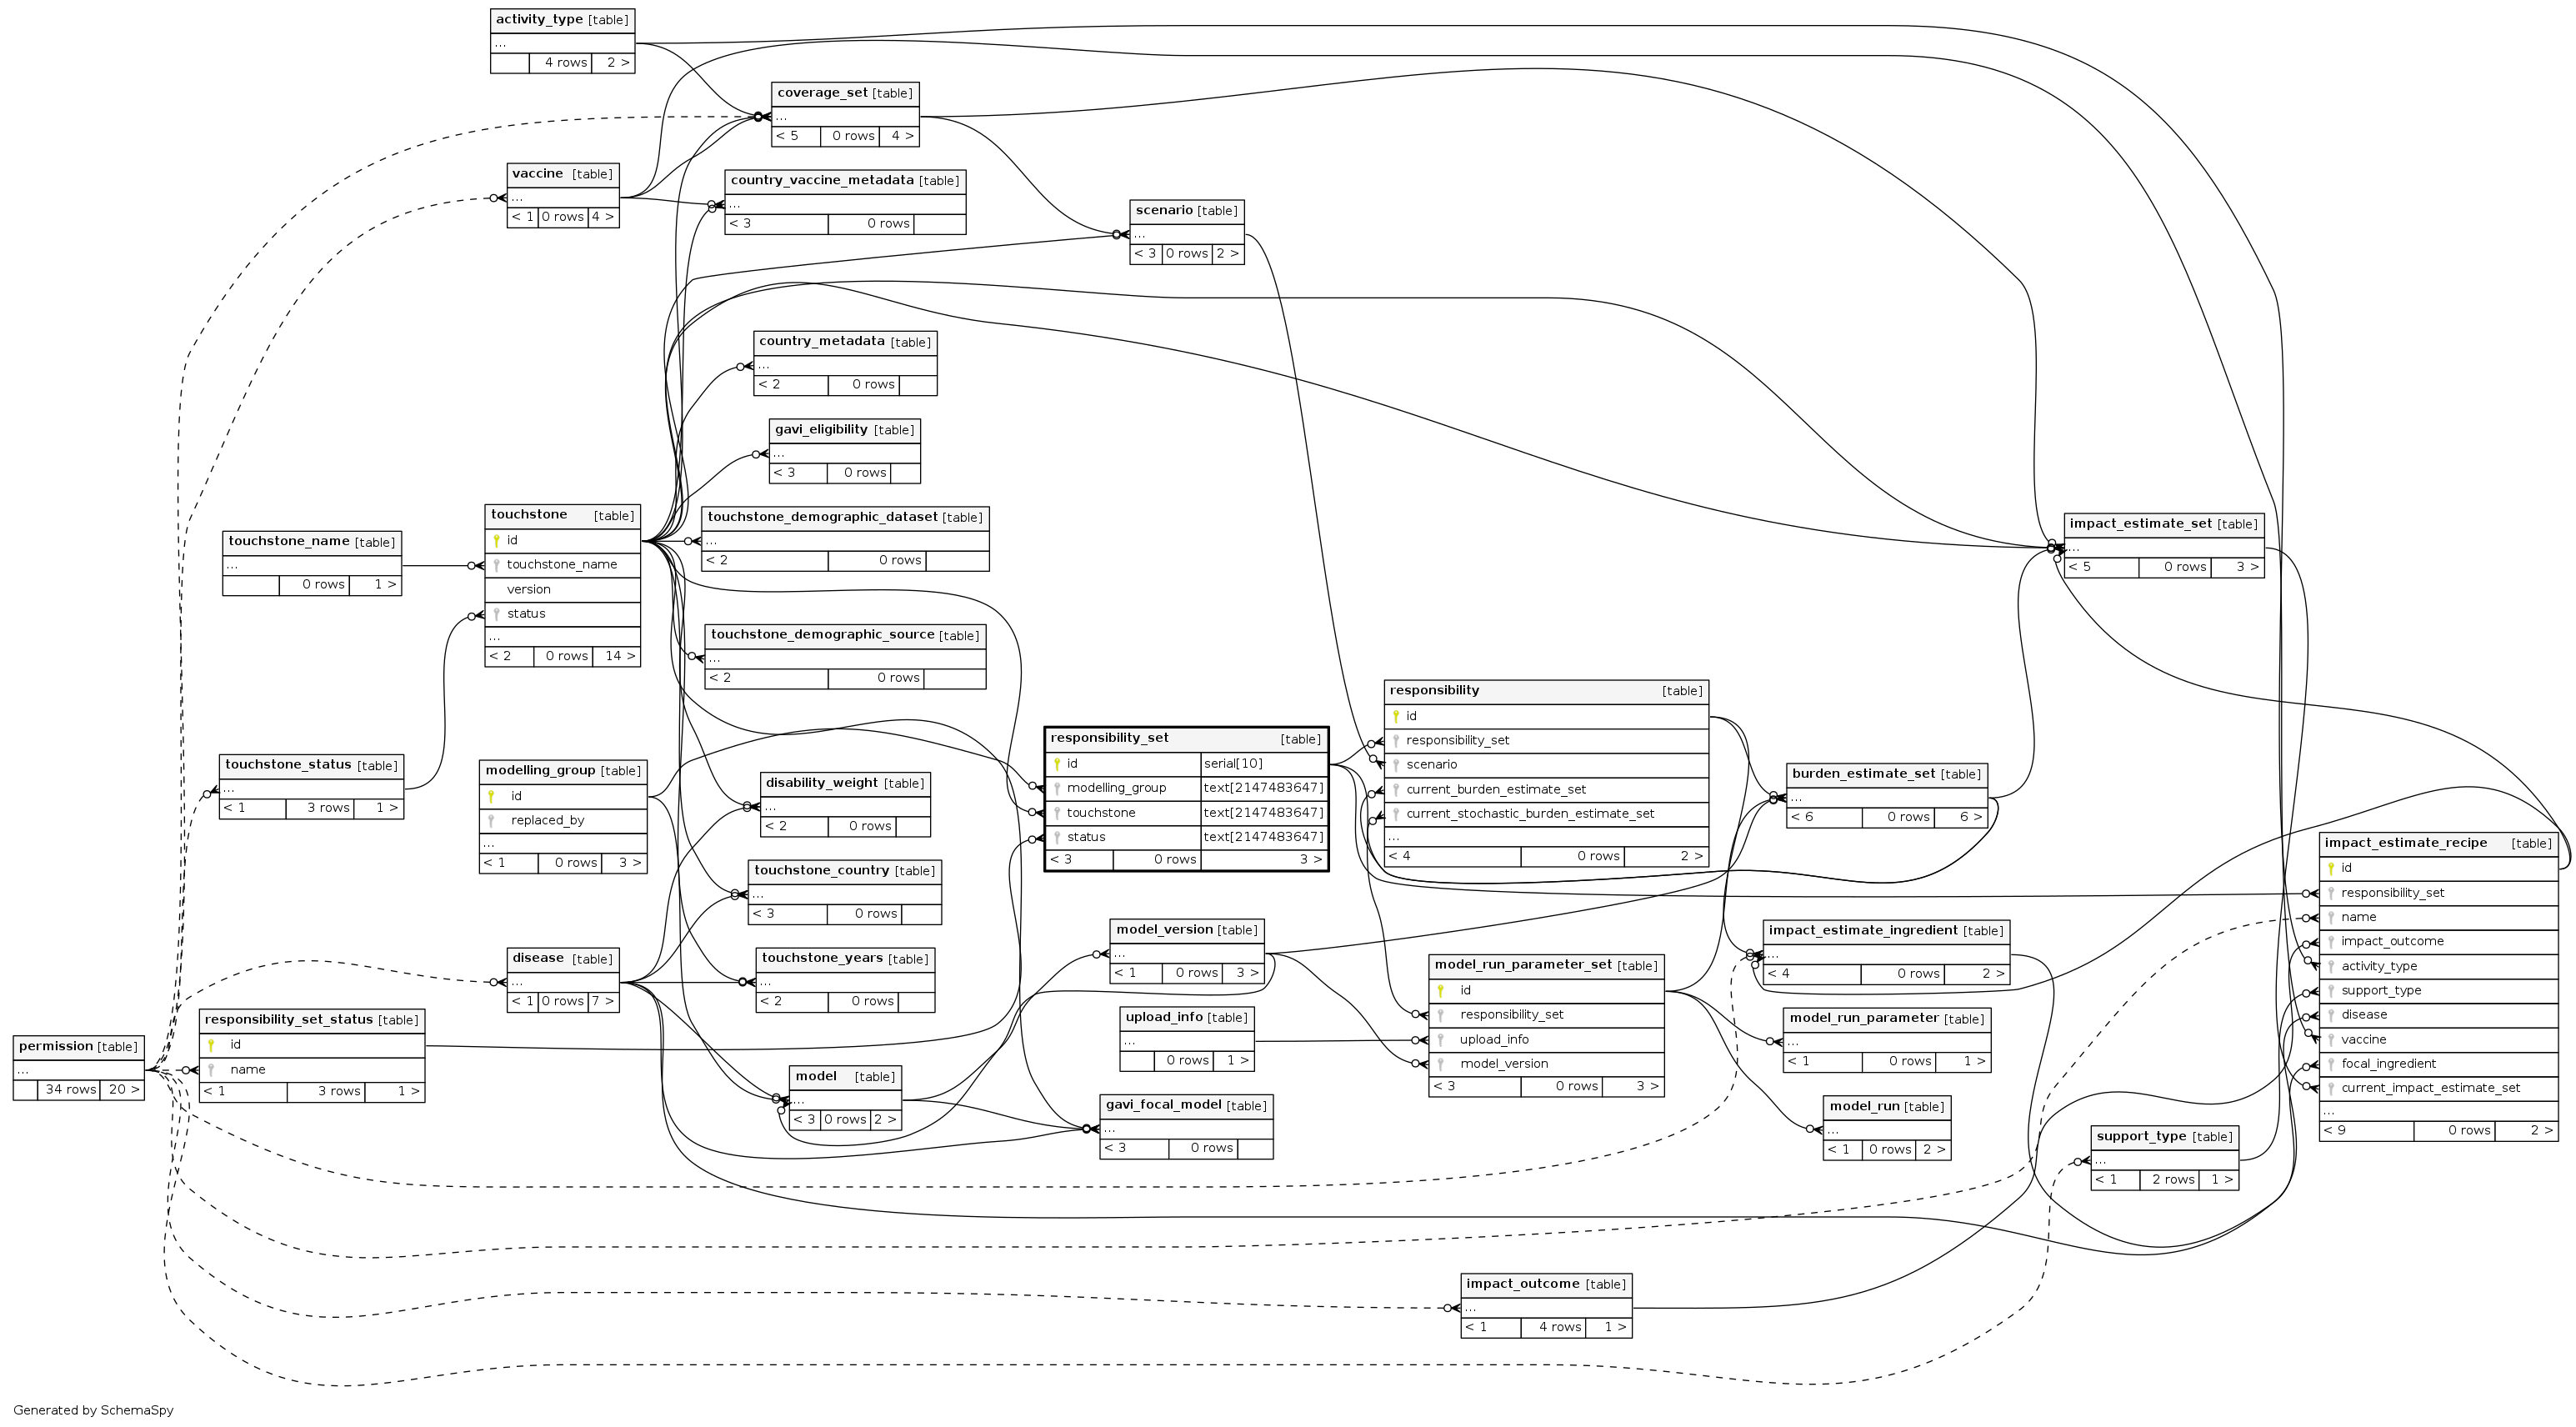 activity_type [table]
...
4 rows 2 >
coverage_set [table]
...
< 5 0 rows 4 >
vaccine [table]
...
< 1 0 rows 4 >
country_vaccine_metadata [table]
...
< 3 0 rows
scenario [table]
...
< 3 0 rows 2 >
country_metadata [table]
...
< 2 0 rows
gavi_eligibility [table]
...
< 3 0 rows
touchstone [table]
id
touchstone_name
version
status
...
< 2 0 rows 14 >
touchstone_name [table]
...
0 rows 1 >
touchstone_demographic_dataset [table]
...
< 2 0 rows
impact_estimate_set [table]
...
< 5 0 rows 3 >
touchstone_demographic_source [table]
...
< 2 0 rows
responsibility [table]
id
responsibility_set
scenario
current_burden_estimate_set
current_stochastic_burden_estimate_set
...
< 4 0 rows 2 >
responsibility_set [table]
id serial[10]
modelling_group text[2147483647]
touchstone text[2147483647]
status text[2147483647]
< 3 0 rows 3 >
touchstone_status [table]
...
< 1 3 rows 1 >
modelling_group [table]
id
replaced_by
...
< 1 0 rows 3 >
disability_weight [table]
...
< 2 0 rows
burden_estimate_set [table]
...
< 6 0 rows 6 >
impact_estimate_recipe [table]
id
responsibility_set
name
impact_outcome
activity_type
support_type
disease
vaccine
focal_ingredient
current_impact_estimate_set
...
< 9 0 rows 2 >
touchstone_country [table]
...
< 3 0 rows
model_version [table]
...
< 1 0 rows 3 >
impact_estimate_ingredient [table]
...
< 4 0 rows 2 >
disease [table]
...
< 1 0 rows 7 >
touchstone_years [table]
...
< 2 0 rows
model_run_parameter_set [table]
id
responsibility_set
upload_info
model_version
< 3 0 rows 3 >
upload_info [table]
...
0 rows 1 >
model_run_parameter [table]
...
< 1 0 rows 1 >
responsibility_set_status [table]
id
name
< 1 3 rows 1 >
permission [table]
...
34 rows 20 >
model [table]
...
< 3 0 rows 2 >
gavi_focal_model [table]
...
< 3 0 rows
model_run [table]
...
< 1 0 rows 2 >
support_type [table]
...
< 1 2 rows 1 >
impact_outcome [table]
...
< 1 4 rows 1 >
Generated by SchemaSpy